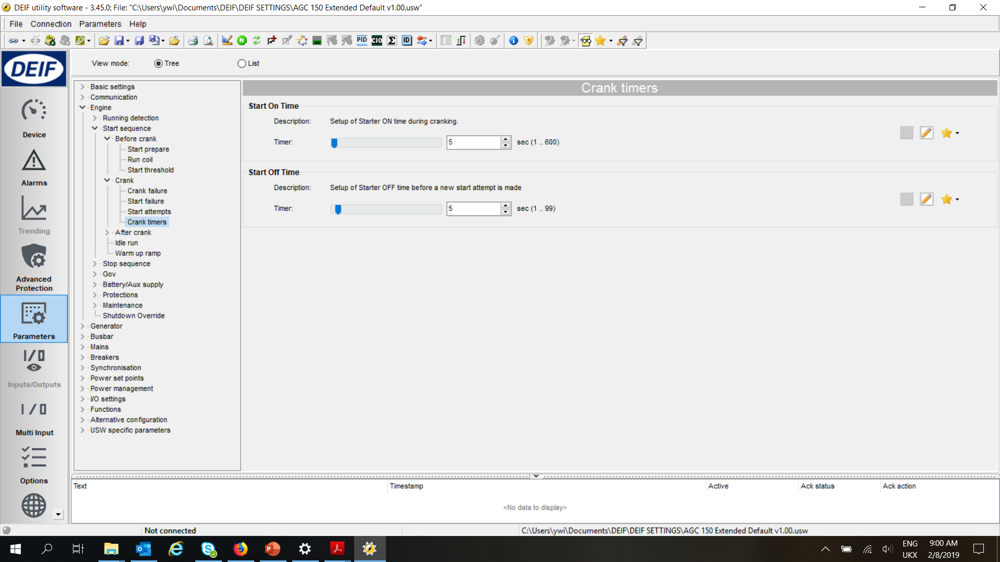 DEIF utility software - 3.45.0; File: "C:\Users\ywi\Documents\DEIF\DEIF SETTINGS\AGC 150 Extended Default v1.00.usw"
File Connection Parameters Help
PID CIO Σ ID
DEIF
View mode: Tree List
Device
Alarms
Trending
Advanced
Protection
Parameters
I/O
Inputs/Outputs
I/O
Multi Input
Options
Basic settings
Communication
Engine
Running detection
Start sequence
Before crank
Start prepare
Run coil
Start threshold
Crank
Crank failure
Start failure
Start attempts
Crank timers
After crank
Idle run
Warm up ramp
Stop sequence
Gov
Battery/Aux supply
Protections
Maintenance
Shutdown Override
Generator
Busbar
Mains
Breakers
Synchronisation
Power set points
Power management
I/O settings
Functions
Alternative configuration
USW specific parameters
Crank timers
Start On Time
Description: Setup of Starter ON time during cranking.
Timer: 5 sec (1 .. 600)
Start Off Time
Description: Setup of Starter OFF time before a new start attempt is made
Timer: 5 sec (1 .. 99)
Text Timestamp Active Ack status Ack action
<No data to display>
Not connected C:\Users\ywi\Documents\DEIF\DEIF SETTINGS\AGC 150 Extended Default v1.00.usw
ENG 9:00 AM
UKX 2/8/2019